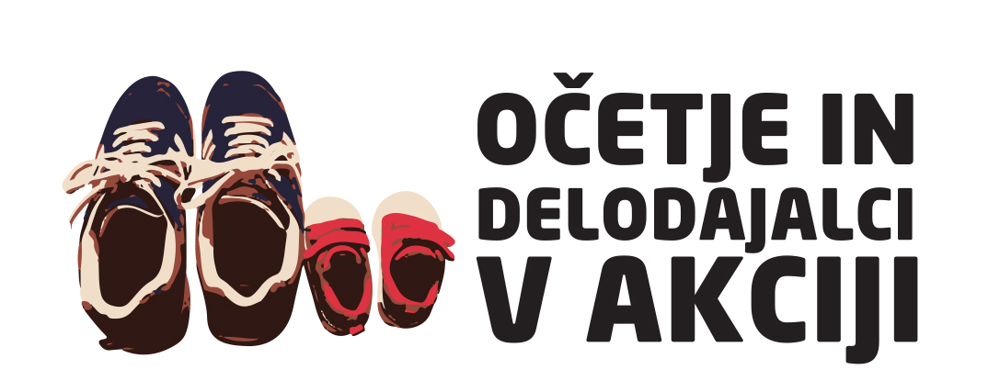 OČETJE IN
DELODAJALCI
V AKCIJI